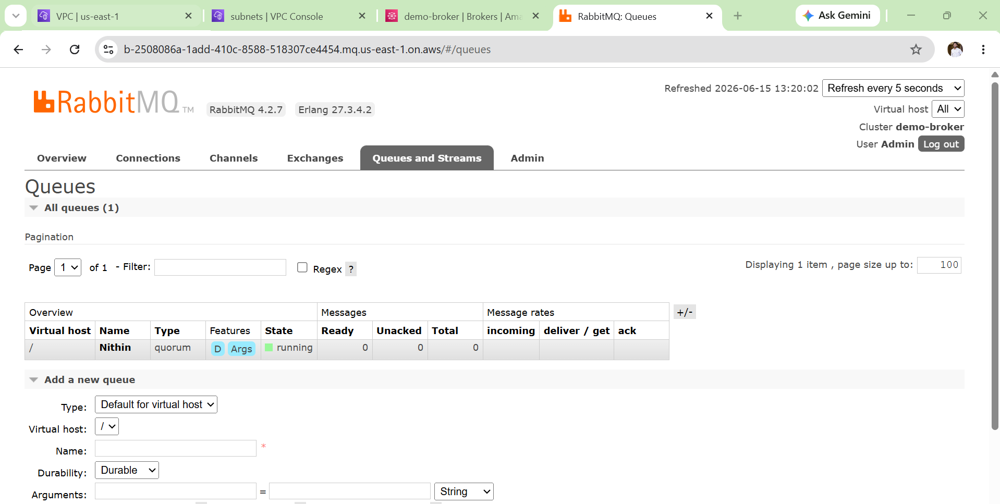 VPC | us-east-1
subnets | VPC Console
demo-broker | Brokers | Ama
RabbitMQ: Queues
Ask Gemini
b-2508086a-1add-410c-8588-518307ce4454.mq.us-east-1.on.aws/#/queues
Refreshed 2026-06-15 13:20:02 Refresh every 5 seconds
RabbitMQ TM RabbitMQ 4.2.7 Erlang 27.3.4.2
Virtual host All
Cluster demo-broker
User Admin Log out
Overview Connections Channels Exchanges Queues and Streams Admin
Queues
All queues (1)
Pagination
Page 1 of 1 - Filter: Regex ? Displaying 1 item , page size up to: 100
Overview Messages Message rates +/-
Virtual host Name Type Features State Ready Unacked Total incoming deliver / get ack
/ Nithin quorum D Args running 0 0 0
Add a new queue
Type: Default for virtual host
Virtual host: /
Name: *
Durability: Durable
Arguments: = String